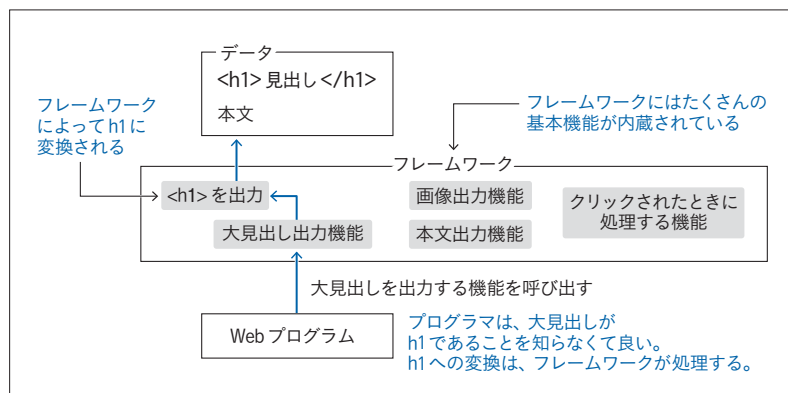 データ
<h1> 見出し </h1>
本文
フレームワーク
によって h1 に
変換される
フレームワークにはたくさんの
基本機能が内蔵されている
フレームワーク
<h1> を出力
画像出力機能
クリックされたときに
処理する機能
大見出し出力機能
本文出力機能
大見出しを出力する機能を呼び出す
Web プログラム
プログラマは、大見出しが
h1 であることを知らなくて良い。
h1 への変換は、フレームワークが処理する。